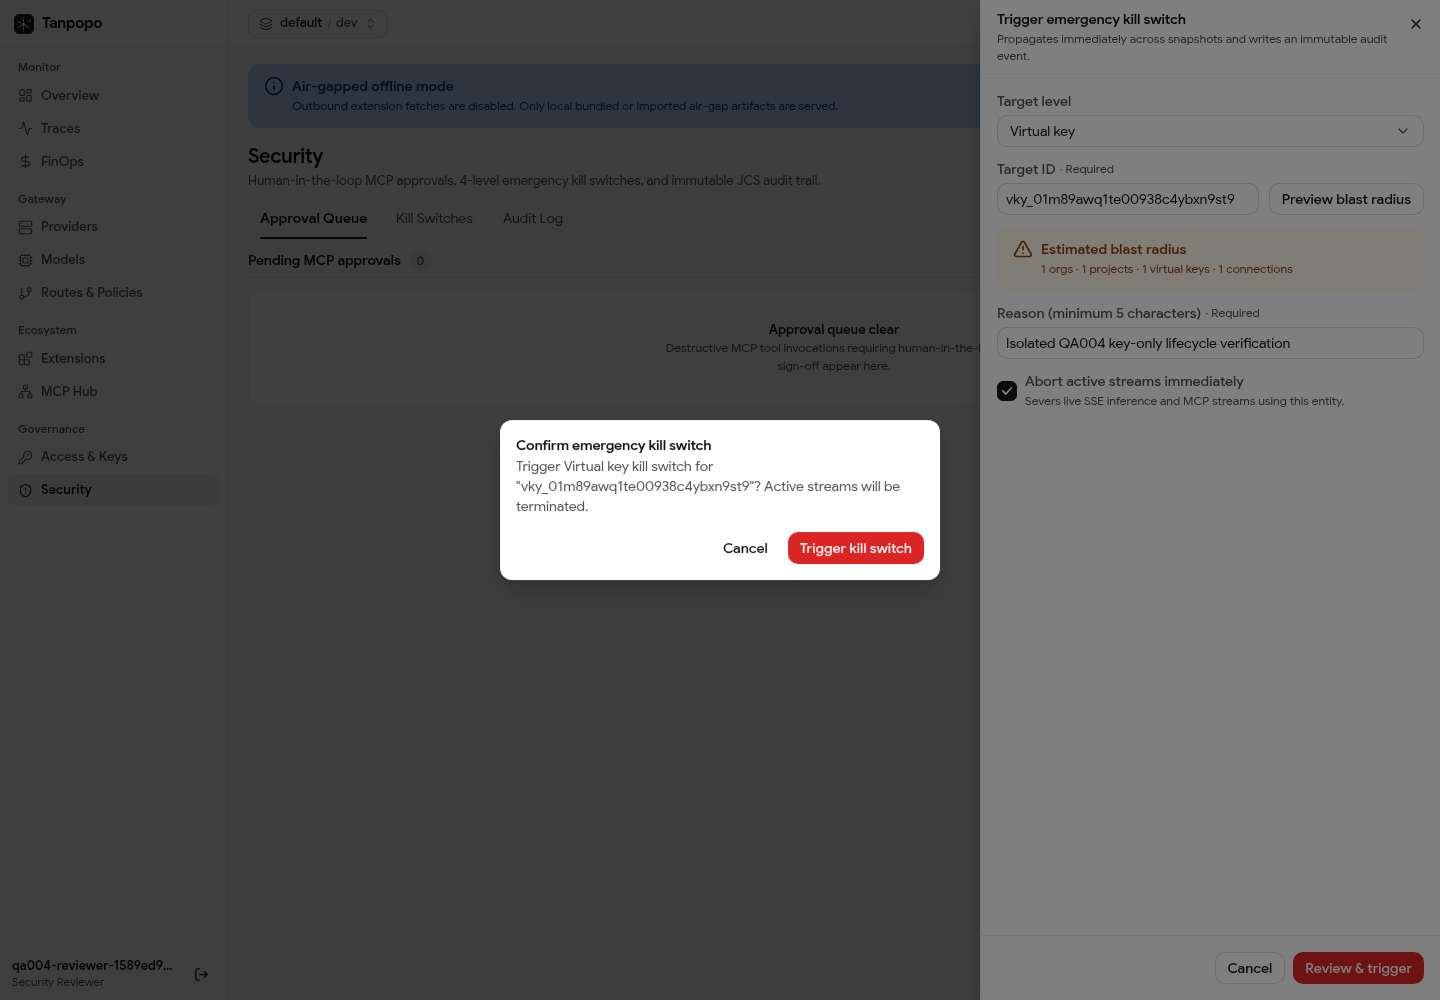 Tanpopo
default / dev
Monitor
Overview
Traces
FinOps
Gateway
Providers
Models
Routes & Policies
Ecosystem
Extensions
MCP Hub
Governance
Access & Keys
Security
qa004-reviewer-1589ed9...
Security Reviewer
Air-gapped offline mode
Outbound extension fetches are disabled. Only local bundled or imported air-gap artifacts are served.
Security
Human-in-the-loop MCP approvals, 4-level emergency kill switches, and immutable JCS audit trail.
Approval Queue Kill Switches Audit Log
Pending MCP approvals 0
Approval queue clear
Destructive MCP tool invocations requiring human-in-the-
sign-off appear here.
Confirm emergency kill switch
Trigger Virtual key kill switch for
"vky_01m89awq1te00938c4ybxn9st9"? Active streams will be
terminated.
Cancel Trigger kill switch
Trigger emergency kill switch
Propagates immediately across snapshots and writes an immutable audit
event.
Target level
Virtual key
Target ID · Required
vky_01m89awq1te00938c4ybxn9st9 Preview blast radius
Estimated blast radius
1 orgs · 1 projects · 1 virtual keys · 1 connections
Reason (minimum 5 characters) · Required
Isolated QA004 key-only lifecycle verification
Abort active streams immediately
Severs live SSE inference and MCP streams using this entity.
Cancel Review & trigger